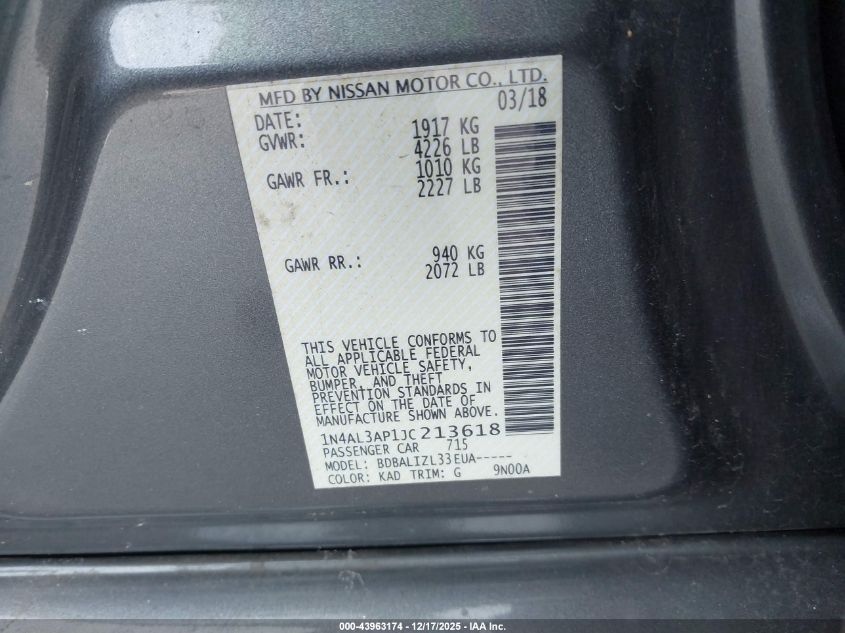 MFD BY NISSAN MOTOR CO., LTD.
DATE: 03/18
GVWR: 1917 KG
4226 LB
GAWR FR.: 1010 KG
2227 LB
GAWR RR.: 940 KG
2072 LB
THIS VEHICLE CONFORMS TO
ALL APPLICABLE FEDERAL
MOTOR VEHICLE SAFETY,
BUMPER, AND THEFT
PREVENTION STANDARDS IN
EFFECT ON THE DATE OF
MANUFACTURE SHOWN ABOVE.
1N4AL3AP1JC213618
PASSENGER CAR 715
MODEL: BDBALIZL33EUA-----
COLOR: KAD TRIM: G 9N00A
000-43963174 | 12/17/2025 | IAA Inc.